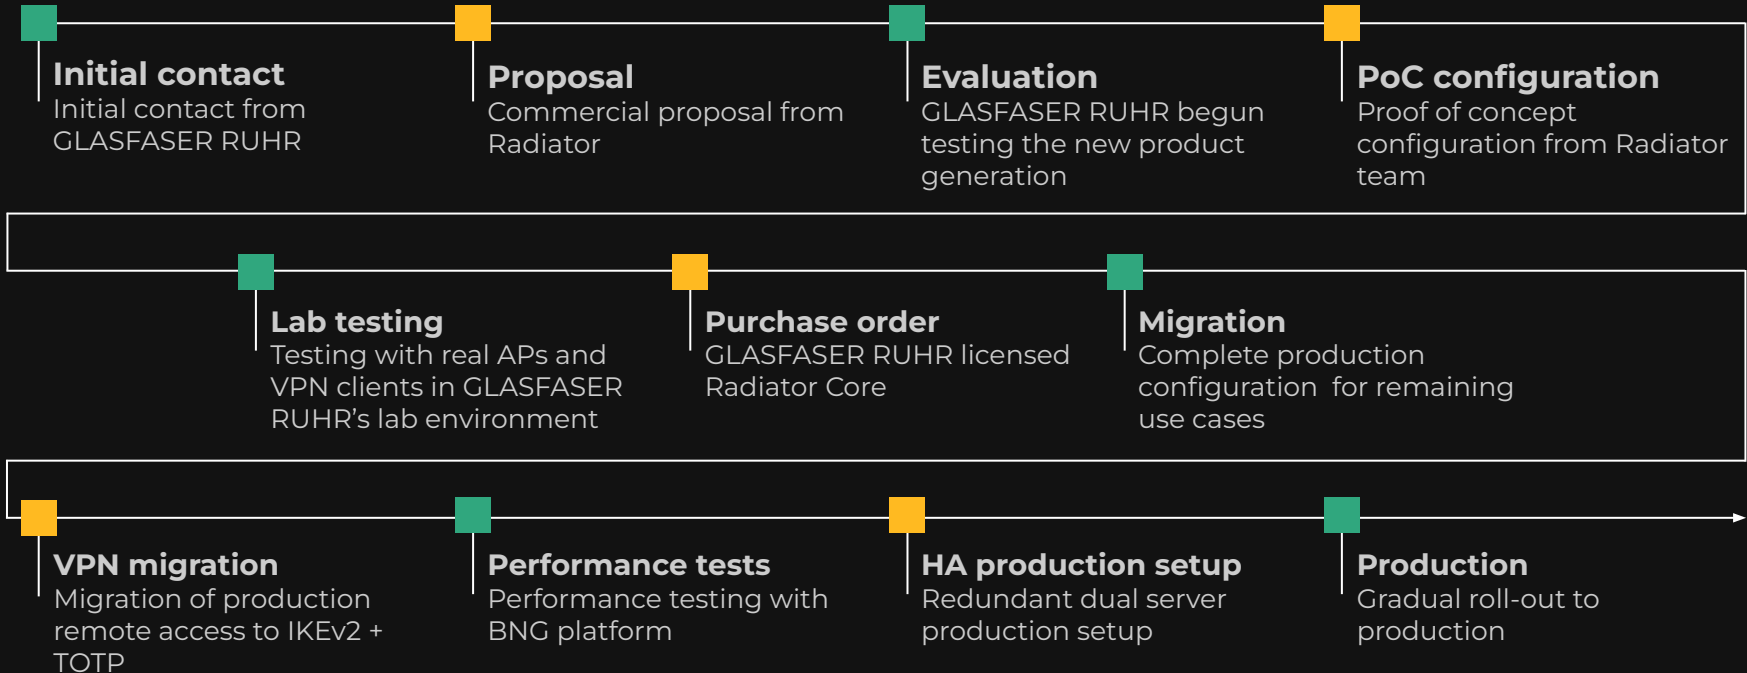 Initial contact
Initial contact from
GLASFASER RUHR
Proposal
Commercial proposal from
Radiator
Evaluation
GLASFASER RUHR begun
testing the new product
generation
PoC configuration
Proof of concept
configuration from Radiator
team
Lab testing
Testing with real APs and
VPN clients in GLASFASER
RUHR’s lab environment
Purchase order
GLASFASER RUHR licensed
Radiator Core
Migration
Complete production
configuration  for remaining
use cases
VPN migration
Migration of production
remote access to IKEv2 +
TOTP
Performance tests
Performance testing with
BNG platform
HA production setup
Redundant dual server
production setup
Production
Gradual roll-out to
production